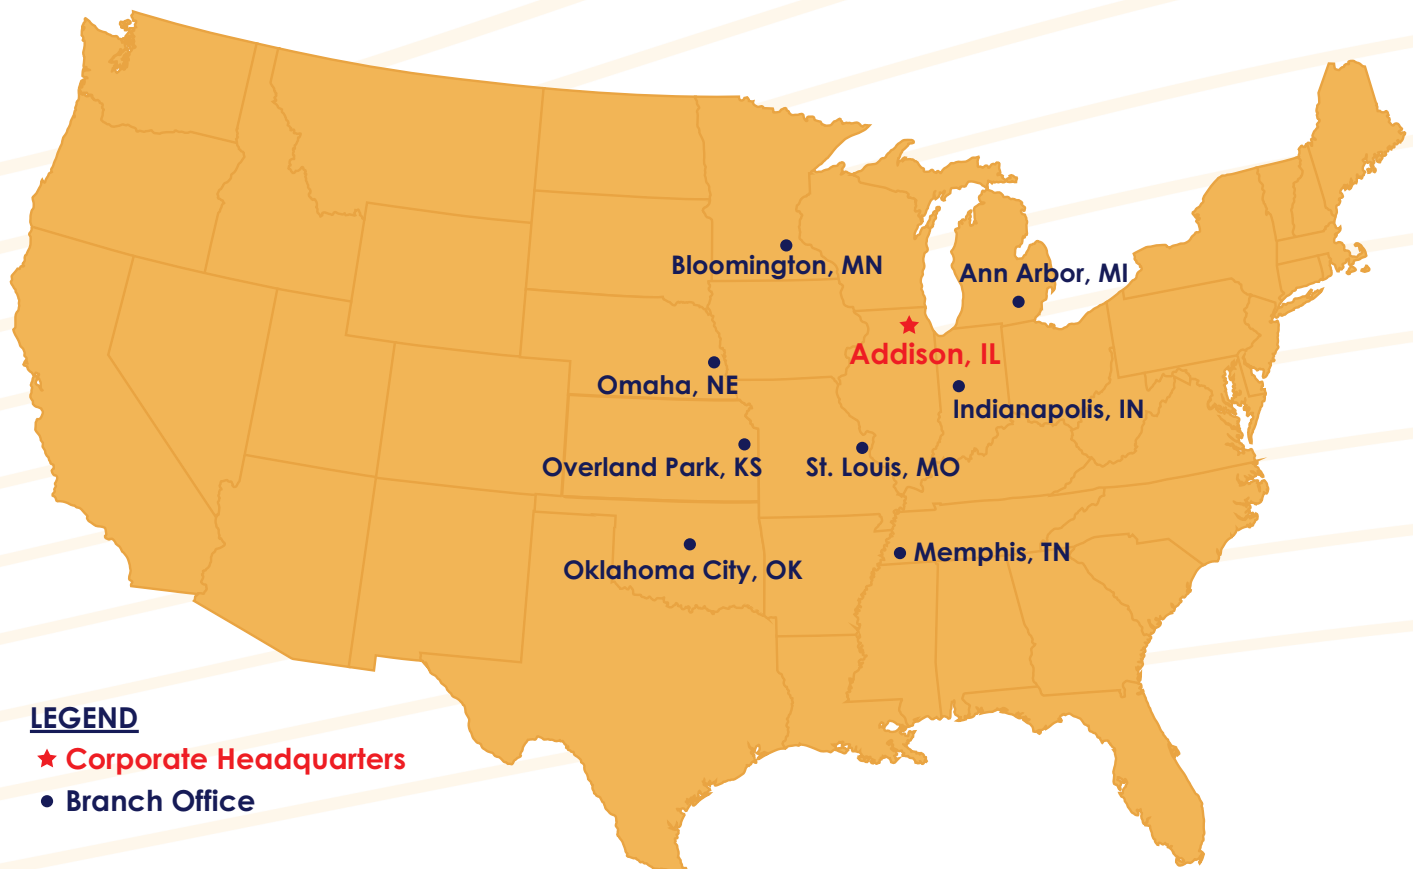 Bloomington, MN
Ann Arbor, MI
Addison, IL
Omaha, NE
Indianapolis, IN
Overland Park, KS
St. Louis, MO
Memphis, TN
Oklahoma City, OK
LEGEND
Corporate Headquarters
Branch Office